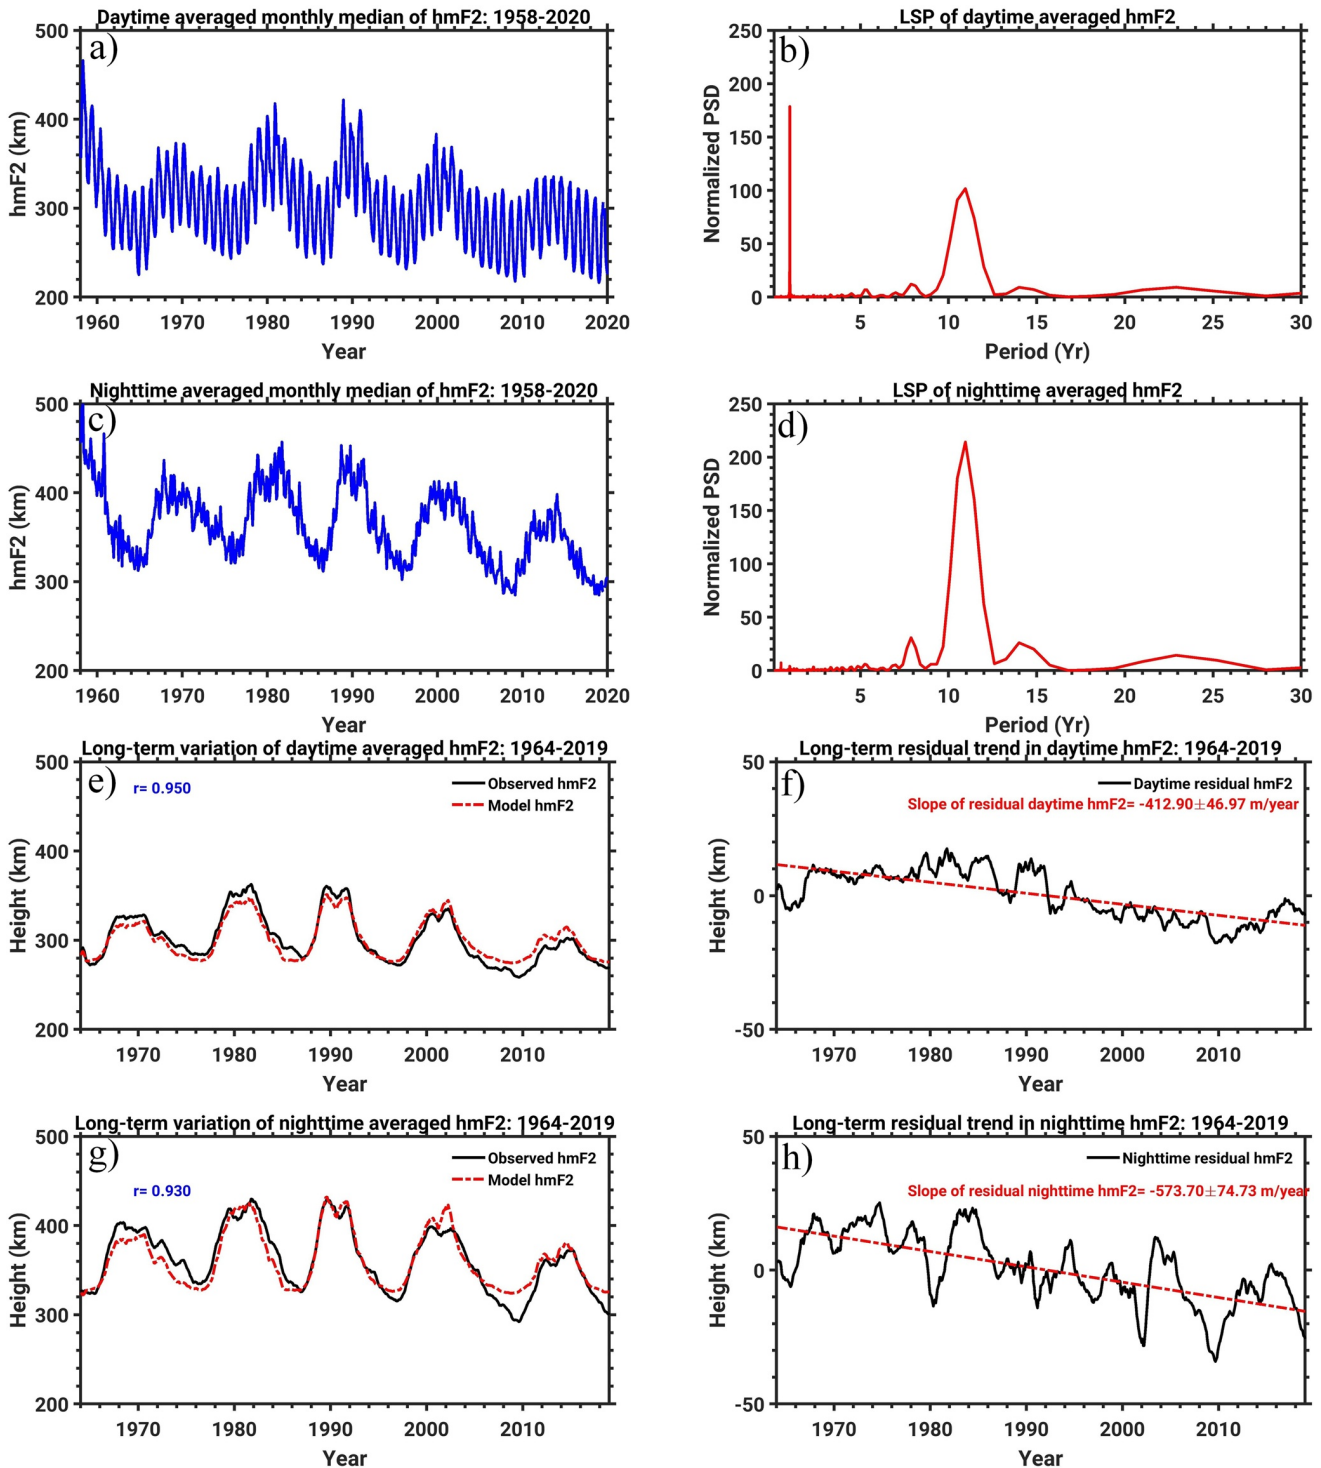 Daytime averaged monthly median of hmF2: 1958-2020
a)
500
400
300
200
hmF2 (km)
1960 1970 1980 1990 2000 2010 2020
Year
LSP of daytime averaged hmF2
b)
250
200
150
100
50
0
Normalized PSD
5 10 15 20 25 30
Period (Yr)
Nighttime averaged monthly median of hmF2: 1958-2020
c)
500
400
300
200
hmF2 (km)
1960 1970 1980 1990 2000 2010 2020
Year
LSP of nighttime averaged hmF2
d)
250
200
150
100
50
0
Normalized PSD
5 10 15 20 25 30
Period (Yr)
Long-term variation of daytime averaged hmF2: 1964-2019
e)
r= 0.950
Observed hmF2
Model hmF2
500
400
300
200
Height (km)
1970 1980 1990 2000 2010
Year
Long-term residual trend in daytime hmF2: 1964-2019
f)
Daytime residual hmF2
Slope of residual daytime hmF2= -412.90±46.97 m/year
50
0
-50
Height (km)
1970 1980 1990 2000 2010
Year
Long-term variation of nighttime averaged hmF2: 1964-2019
g)
r= 0.930
Observed hmF2
Model hmF2
500
400
300
200
Height (km)
1970 1980 1990 2000 2010
Year
Long-term residual trend in nighttime hmF2: 1964-2019
h)
Nighttime residual hmF2
Slope of residual nighttime hmF2= -573.70±74.73 m/year
50
0
-50
Height (km)
1970 1980 1990 2000 2010
Year